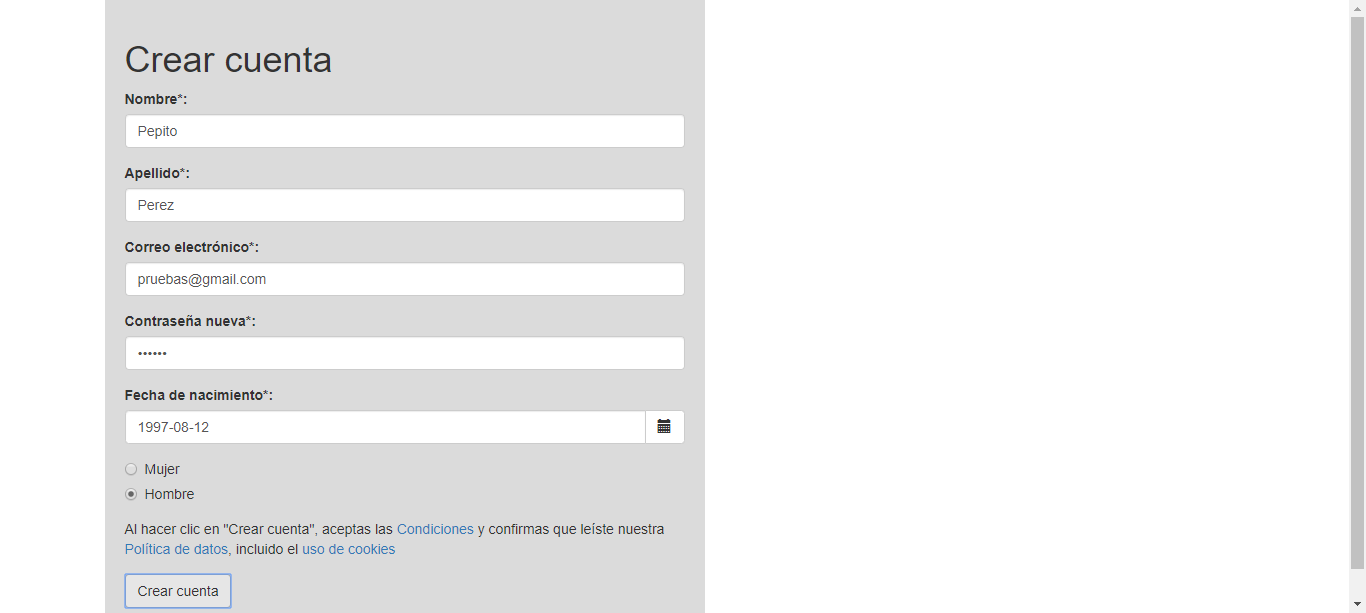 Crear cuenta
Nombre*:
Pepito
Apellido*:
Perez
Correo electrónico*:
pruebas@gmail.com
Contraseña nueva*:
••••••
Fecha de nacimiento*:
1997-08-12
Mujer
Hombre
Al hacer clic en "Crear cuenta", aceptas las Condiciones y confirmas que leíste nuestra
Política de datos, incluido el uso de cookies
Crear cuenta